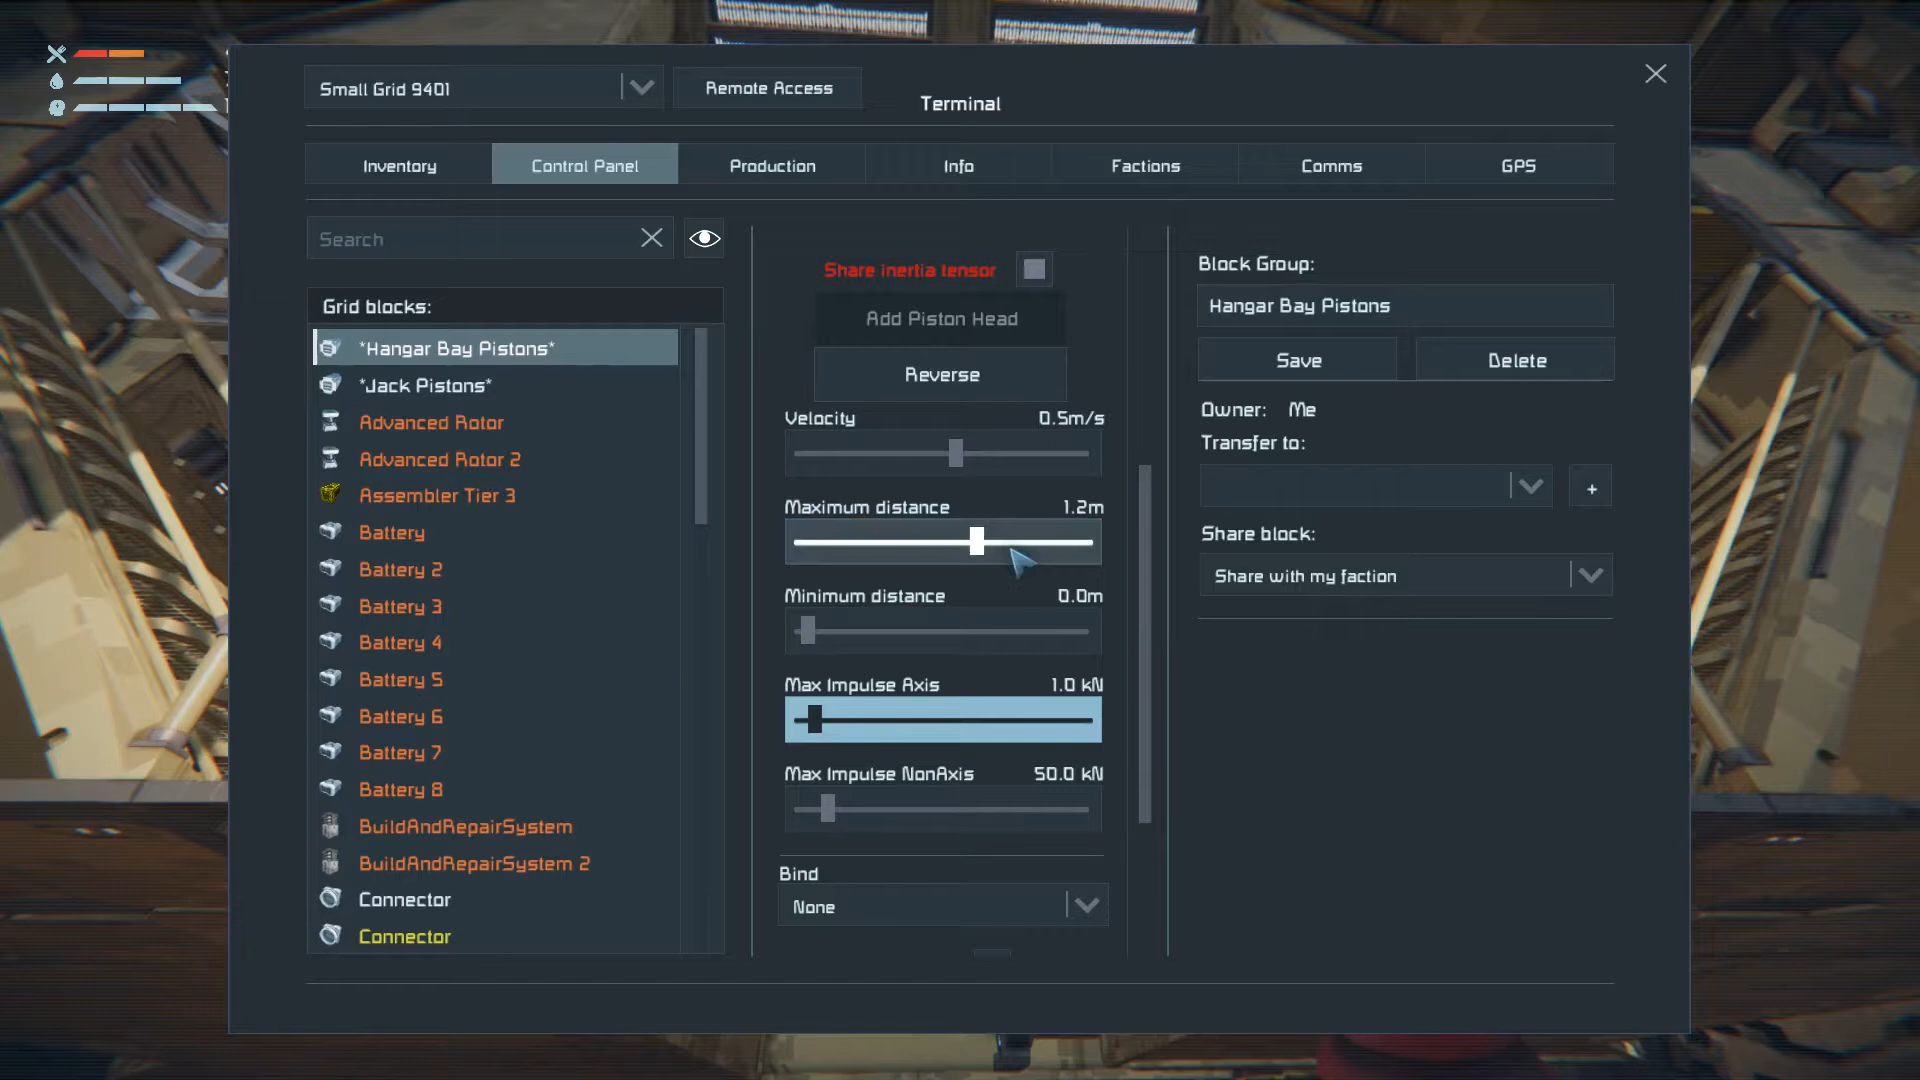 Small Grid 9401
Remote Access
Terminal
Inventory
Control Panel
Production
Info
Factions
Comms
GPS
Search
Grid blocks:
*Hangar Bay Pistons*
*Jack Pistons*
Advanced Rotor
Advanced Rotor 2
Assembler Tier 3
Battery
Battery 2
Battery 3
Battery 4
Battery 5
Battery 6
Battery 7
Battery 8
BuildAndRepairSystem
BuildAndRepairSystem 2
Connector
Connector
Share inertia tensor
Add Piston Head
Reverse
Velocity 0.5m/s
Maximum distance 1.2m
Minimum distance 0.0m
Max Impulse Axis 1.0 kN
Max Impulse NonAxis 50.0 kN
Bind
None
Block Group:
Hangar Bay Pistons
Save
Delete
Owner: Me
Transfer to:
+
Share block:
Share with my faction